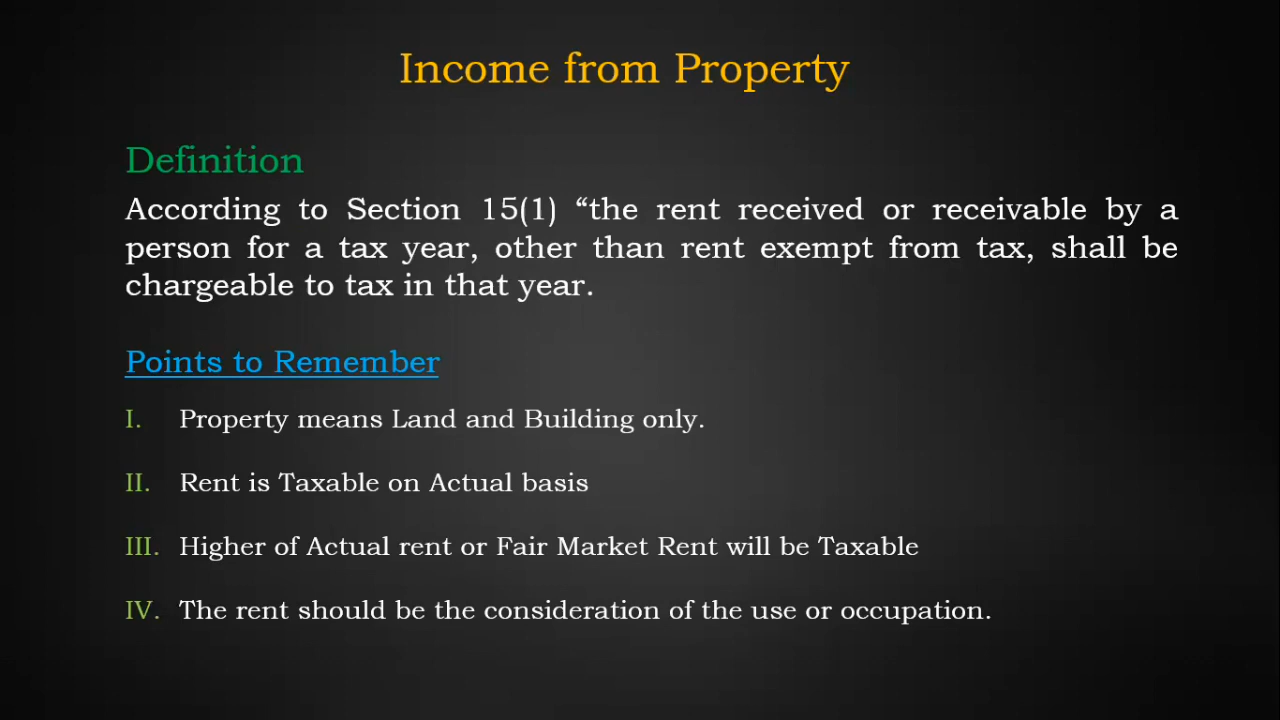 Income from Property
Definition
According to Section 15(1) “the rent received or receivable by a
person for a tax year, other than rent exempt from tax, shall be
chargeable to tax in that year.
Points to Remember
I. Property means Land and Building only.
II. Rent is Taxable on Actual basis
III. Higher of Actual rent or Fair Market Rent will be Taxable
IV. The rent should be the consideration of the use or occupation.